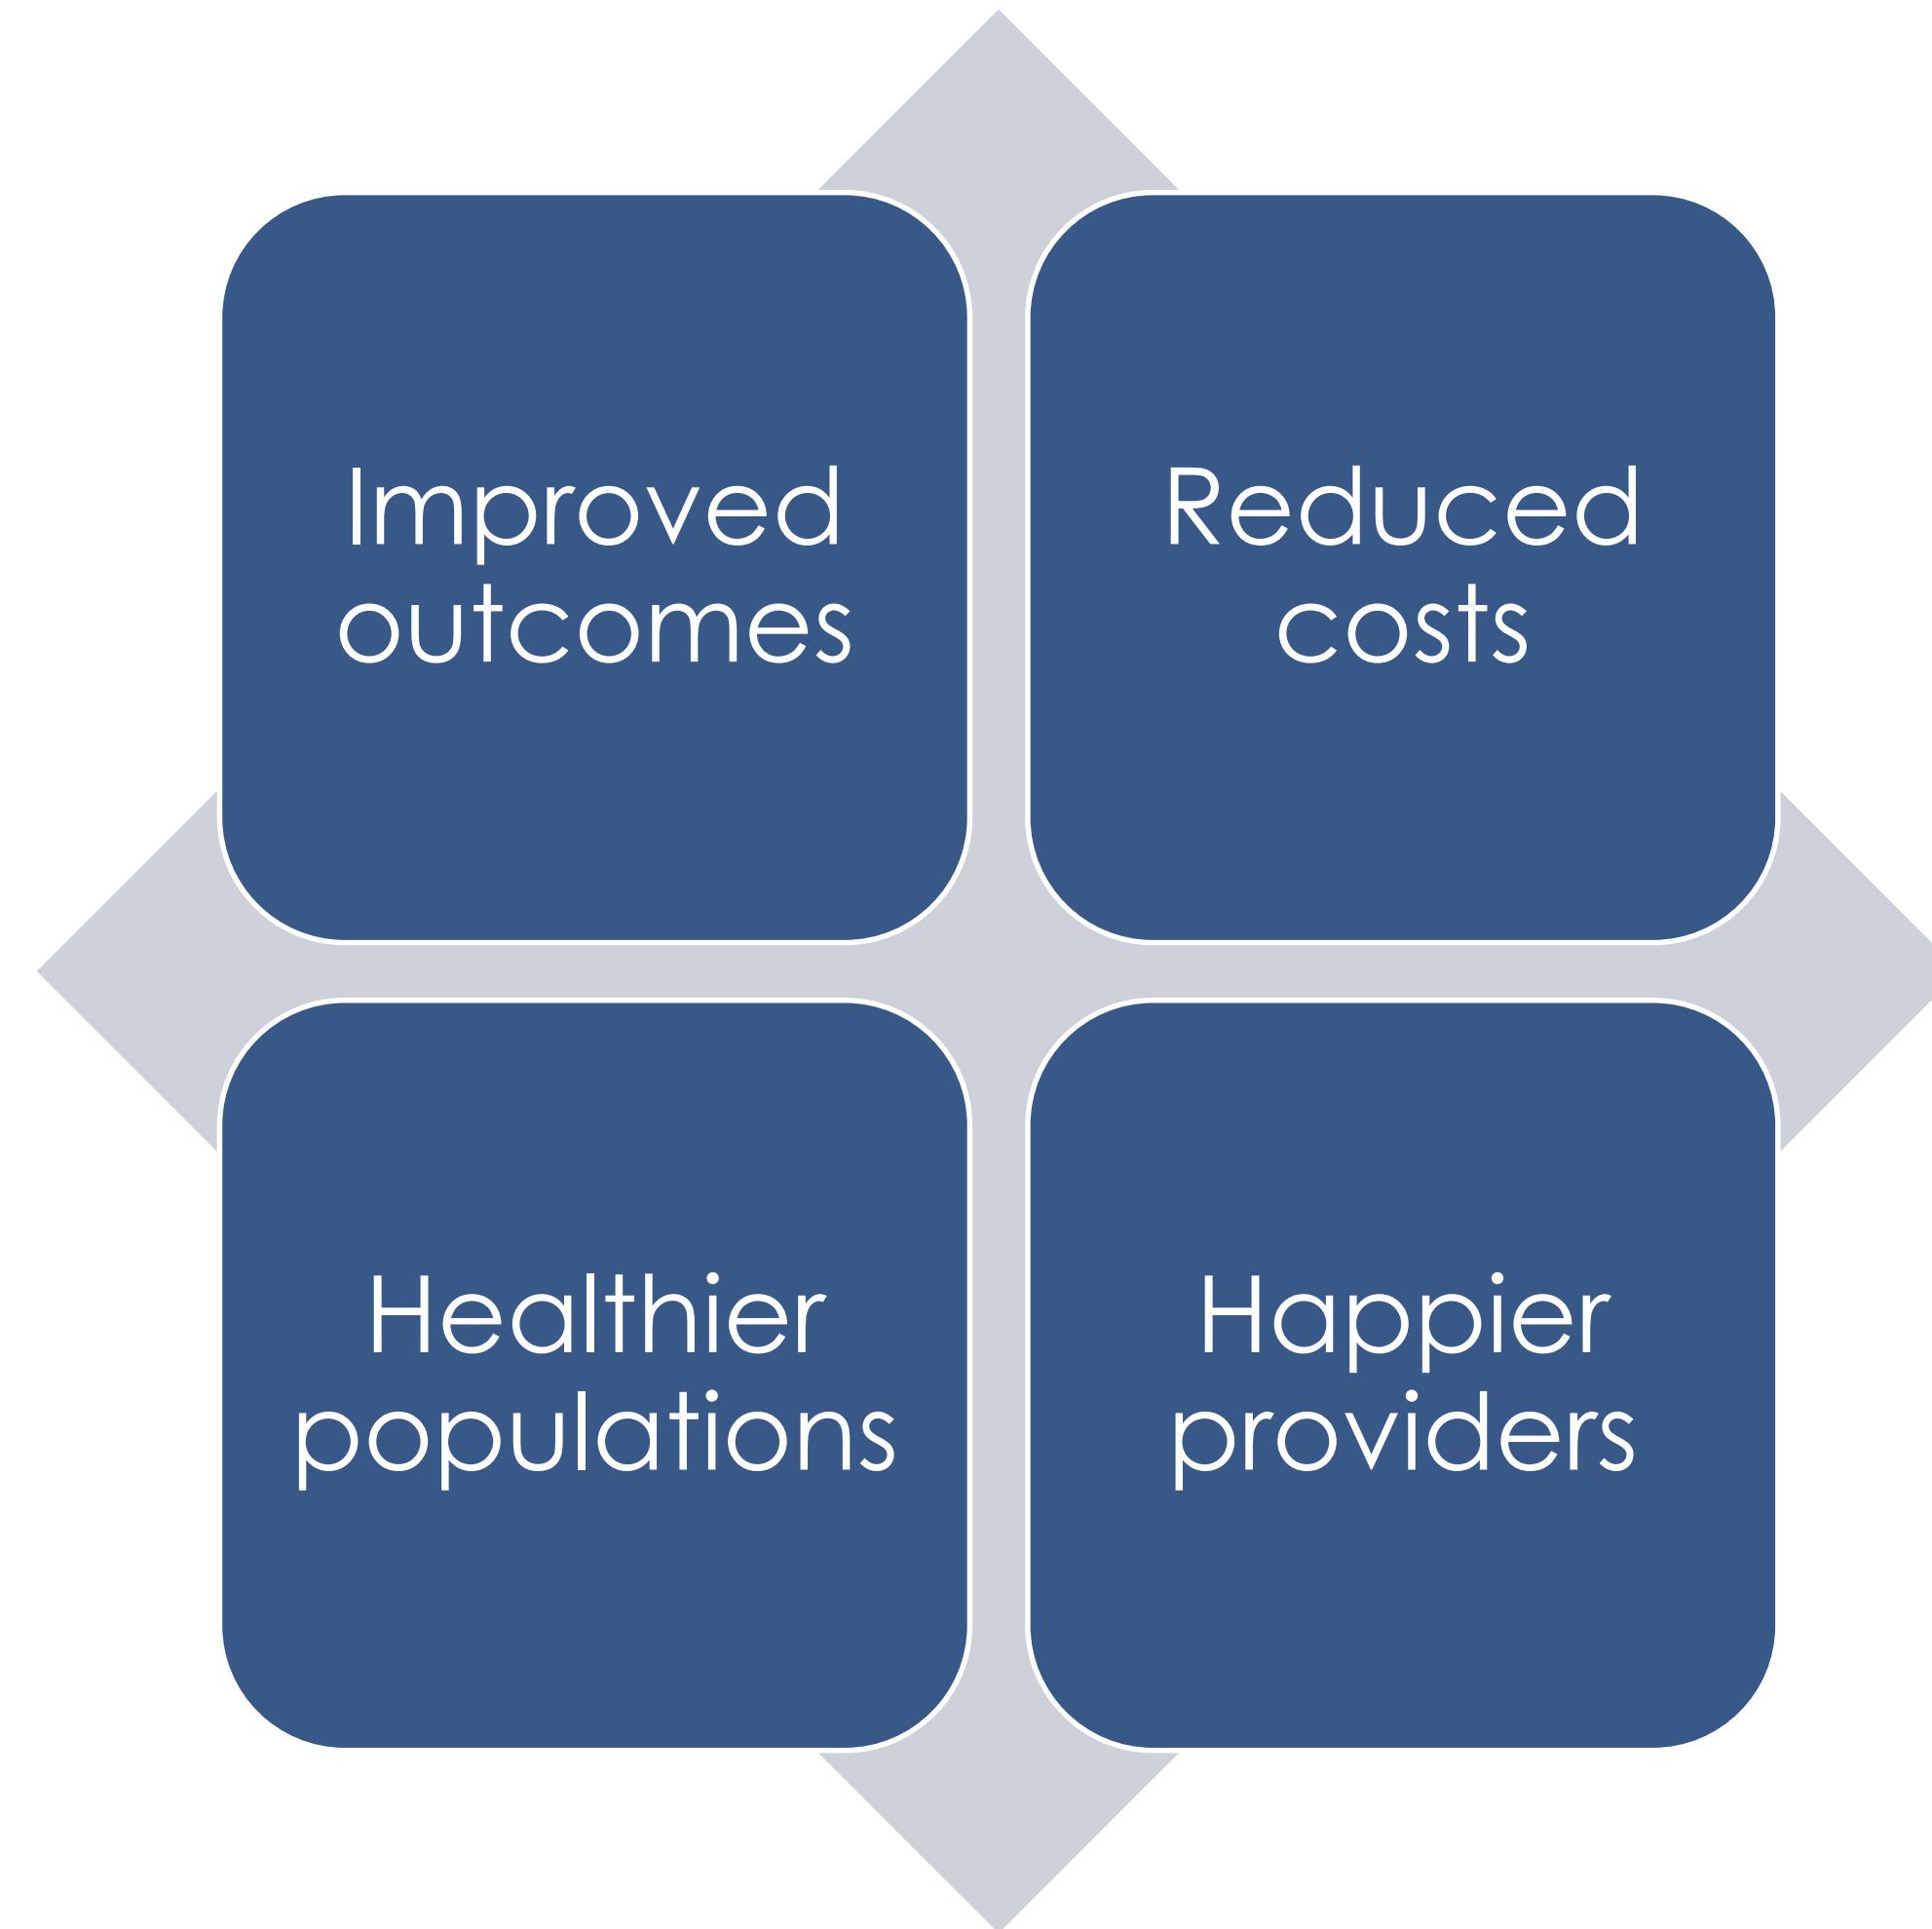 Improved
outcomes
Reduced
costs
Healthier
populations
Happier
providers